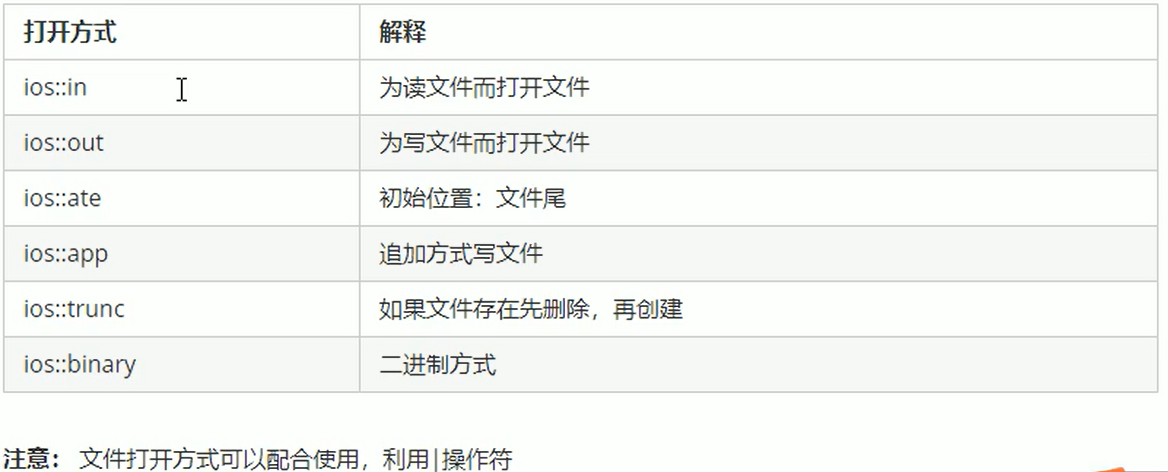 打开方式 解释
ios::in 为读文件而打开文件
ios::out 为写文件而打开文件
ios::ate 初始位置：文件尾
ios::app 追加方式写文件
ios::trunc 如果文件存在先删除，再创建
ios::binary 二进制方式
注意： 文件打开方式可以配合使用，利用|操作符